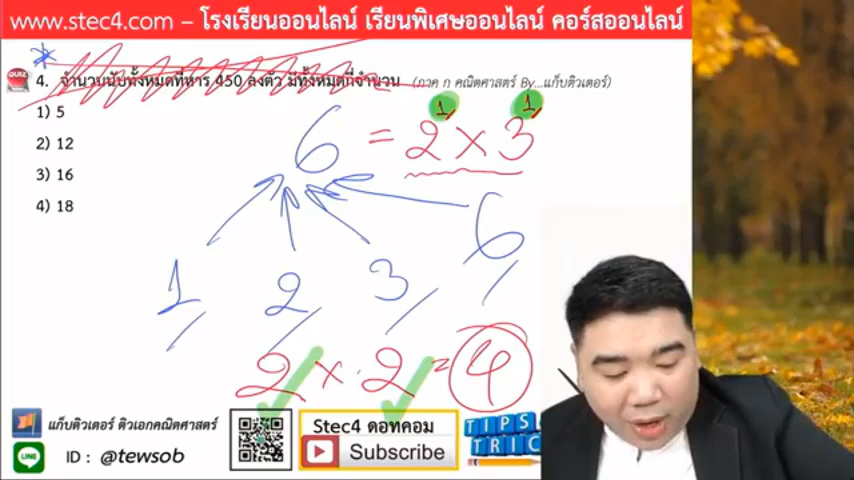 www.stec4.com – โรงเรียนออนไลน์ เรียนพิเศษออนไลน์ คอร์สออนไลน์
QUIZ
4. จำนวนนับทั้งหมดที่หาร 450 ลงตัว มีทั้งหมดกี่จำนวน (ภาค ก คณิตศาสตร์ By...แก๊บติวเตอร์)
1) 5
2) 12
3) 16
4) 18
6 = 2¹ × 3¹
1 2 3 6
2 × 2 = 4
แก๊บติวเตอร์ ติวเอกคณิตศาสตร์
LINE ID : @tewsob
Stec4 ดอทคอม
Subscribe
TIPS
TRIC